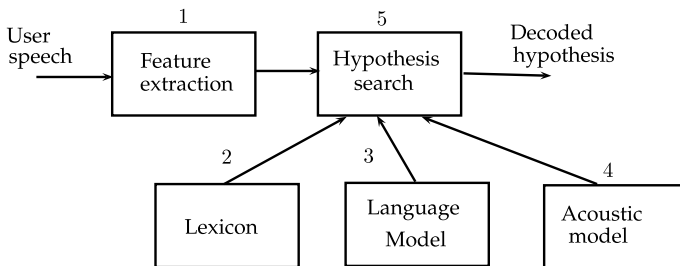 1
5
User
speech
Feature
extraction
Hypothesis
search
Decoded
hypothesis
2
3
4
Lexicon
Language
Model
Acoustic
model